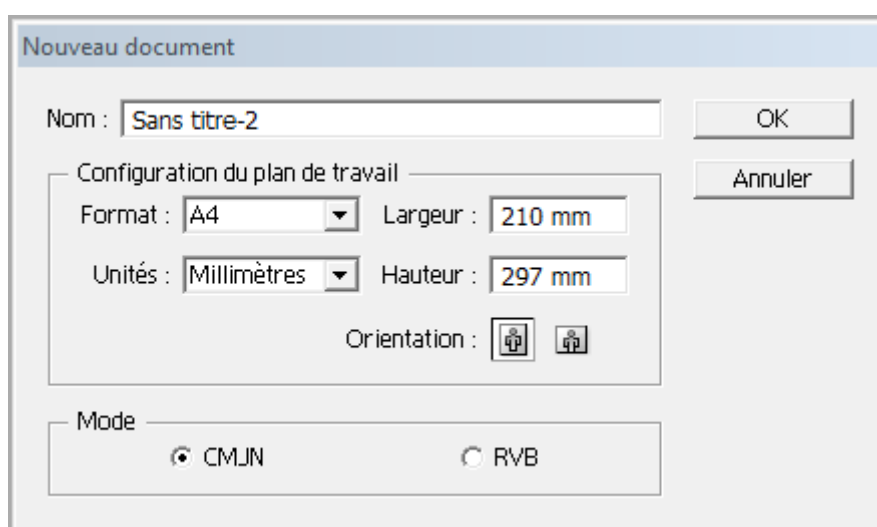 Nouveau document
Nom : Sans titre-2 OK
Configuration du plan de travail Annuler
Format : A4 Largeur : 210 mm
Unités : Millimètres Hauteur : 297 mm
Orientation :
Mode
CMJN RVB